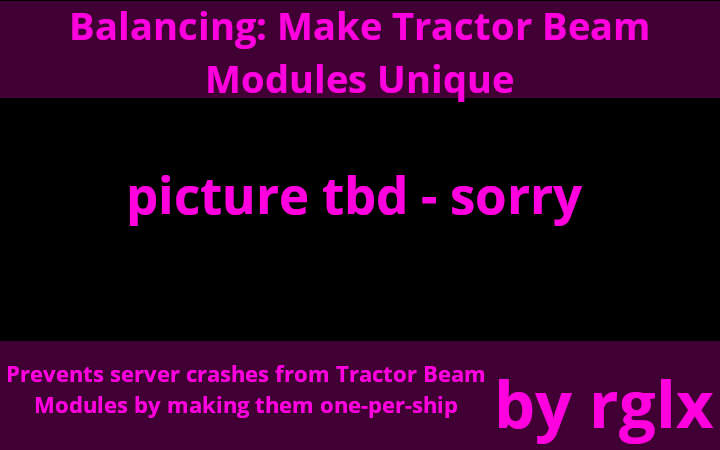 Balancing: Make Tractor Beam
Modules Unique
picture tbd - sorry
Prevents server crashes from Tractor Beam
Modules by making them one-per-ship
by rglx